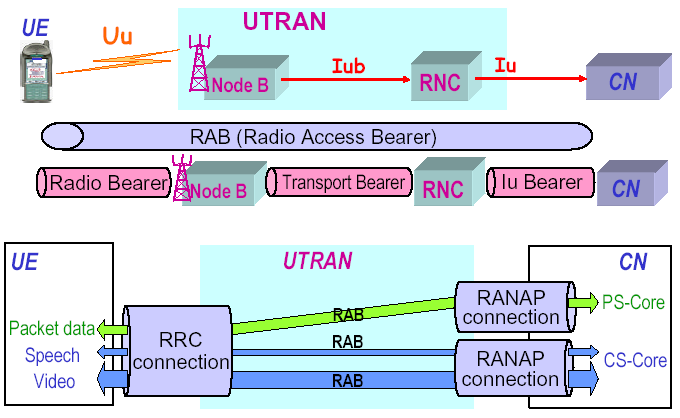 UE
Uu
UTRAN
Node B
Iub
RNC
Iu
CN
RAB (Radio Access Bearer)
Radio Bearer
Node B
Transport Bearer
RNC
Iu Bearer
CN
UE
UTRAN
CN
Packet data
Speech
Video
RRC
connection
RAB
RAB
RAB
RANAP
connection
RANAP
connection
PS-Core
CS-Core